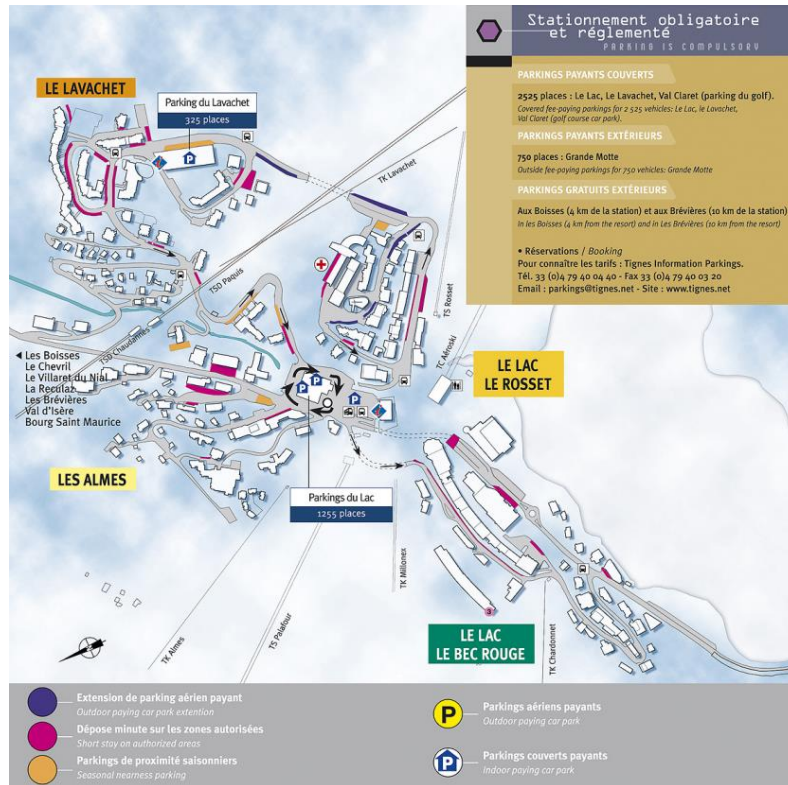 Stationnement obligatoire
et réglementé
PARKING IS COMPULSORY
PARKINGS PAYANTS COUVERTS
2525 places : Le Lac, Le Lavachet, Val Claret (parking du golf).
Covered fee-paying parkings for 2 525 vehicles: Le Lac, le Lavachet,
Val Claret (golf course car park).
PARKINGS PAYANTS EXTÉRIEURS
750 places : Grande Motte
Outside fee-paying parkings for 750 vehicles: Grande Motte
PARKINGS GRATUITS EXTÉRIEURS
Aux Boisses (4 km de la station) et aux Brévières (10 km de la station)
In les Boisses (4 km from the resort) and in Les Brévières (10 km from the resort)
• Réservations / Booking
Pour connaître les tarifs : Tignes Information Parkings.
Tél. 33 (0)4 79 40 04 40 - Fax 33 (0)4 79 40 03 20
Email : parkings@tignes.net - Site : www.tignes.net
LE LAVACHET
Parking du Lavachet
325 places
P
TK Lavachet
TSD Paquis
TS Rosset
TSD Chaudannes
TC Aéroski
Les Boisses
Le Chevril
Le Villaret du Nial
La Reculaz
Les Brévières
Val d'Isère
Bourg Saint Maurice
P
P
P
LE LAC
LE ROSSET
LES ALMES
Parkings du Lac
1255 places
TK Millonex
TS Palafour
TK Almes
TK Chardonnet
3
LE LAC
LE BEC ROUGE
Extension de parking aérien payant
Outdoor paying car park extention
Dépose minute sur les zones autorisées
Short stay on authorized areas
Parkings de proximité saisonniers
Seasonal nearness parking
P
Parkings aériens payants
Outdoor paying car park
P
Parkings couverts payants
Indoor paying car park